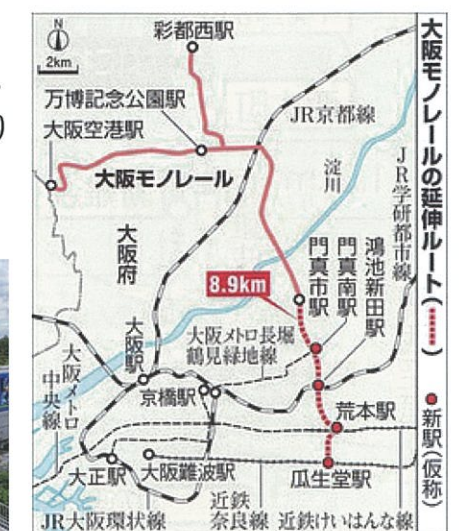 大阪モノレールの延伸ルート( )
● 新駅(仮称)
N
2km
彩都西駅
万博記念公園駅
大阪空港駅
大阪モノレール
JR京都線
淀川
JR学研都市線
大阪府
8.9km
門真市駅
門真南駅
鴻池新田駅
大阪メトロ長堀
鶴見緑地線
大阪駅
京橋駅
大阪メトロ
中央線
荒本駅
瓜生堂駅
大正駅
大阪難波駅
JR大阪環状線
近鉄
奈良線
近鉄けいはんな線